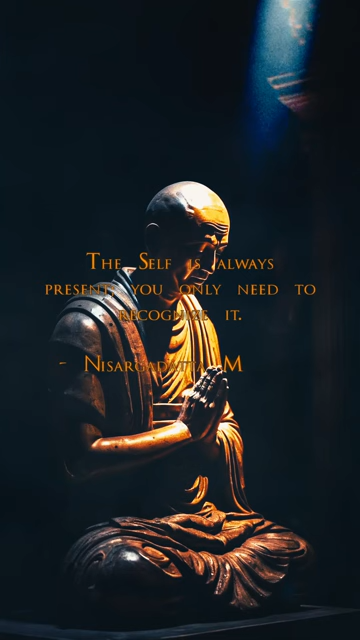 The Self is always
present; you only need to
recognize it.
- Nisargadatta M